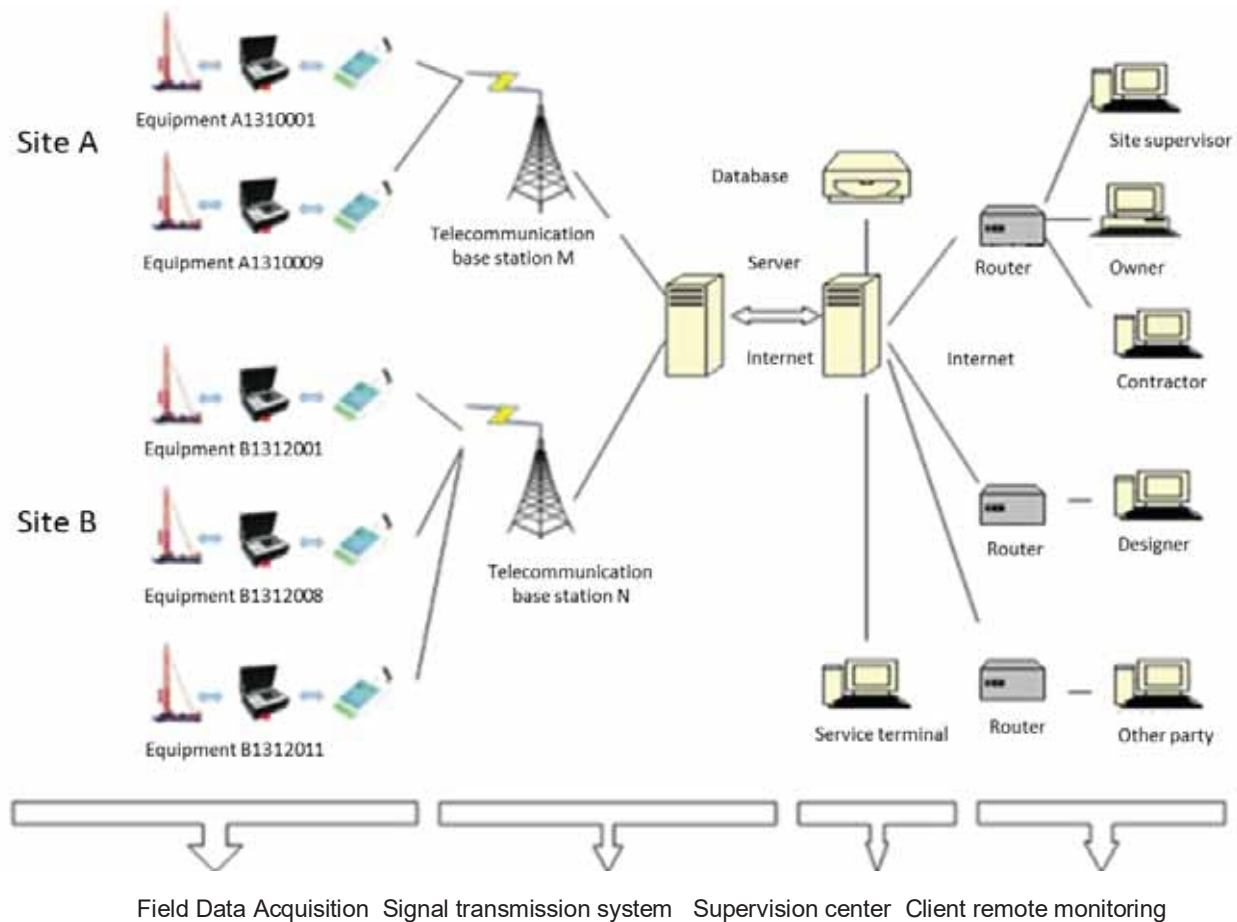 Equipment A1310001
Site A
Equipment A1310009
Telecommunication
base station M
Equipment B1312001
Site B
Equipment B1312008
Equipment B1312011
Telecommunication
base station N
Database
Server
Internet
Service terminal
Internet
Router
Site supervisor
Owner
Contractor
Router
Designer
Router
Other party
Field Data Acquisition Signal transmission system Supervision center Client remote monitoring